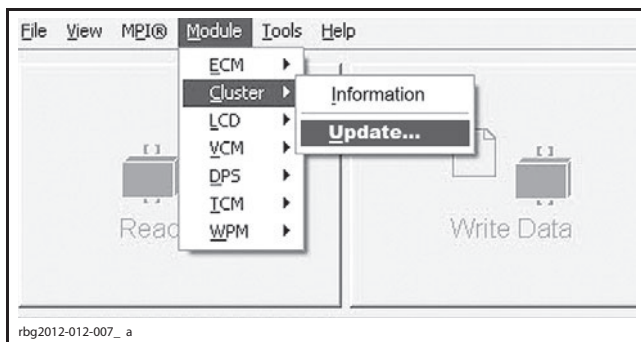 File View MPI® Module Tools Help
ECM
Cluster
Information
LCD
Update...
VCM
DPS
TCM
WPM
Read
Write Data
rbg2012-012-007_ a